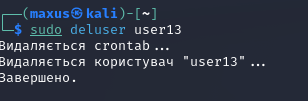 ┌──(maxus㉿kali)-[~]
└─$ sudo deluser user13
Видаляється crontab...
Видаляється користувач "user13"...
Завершено.